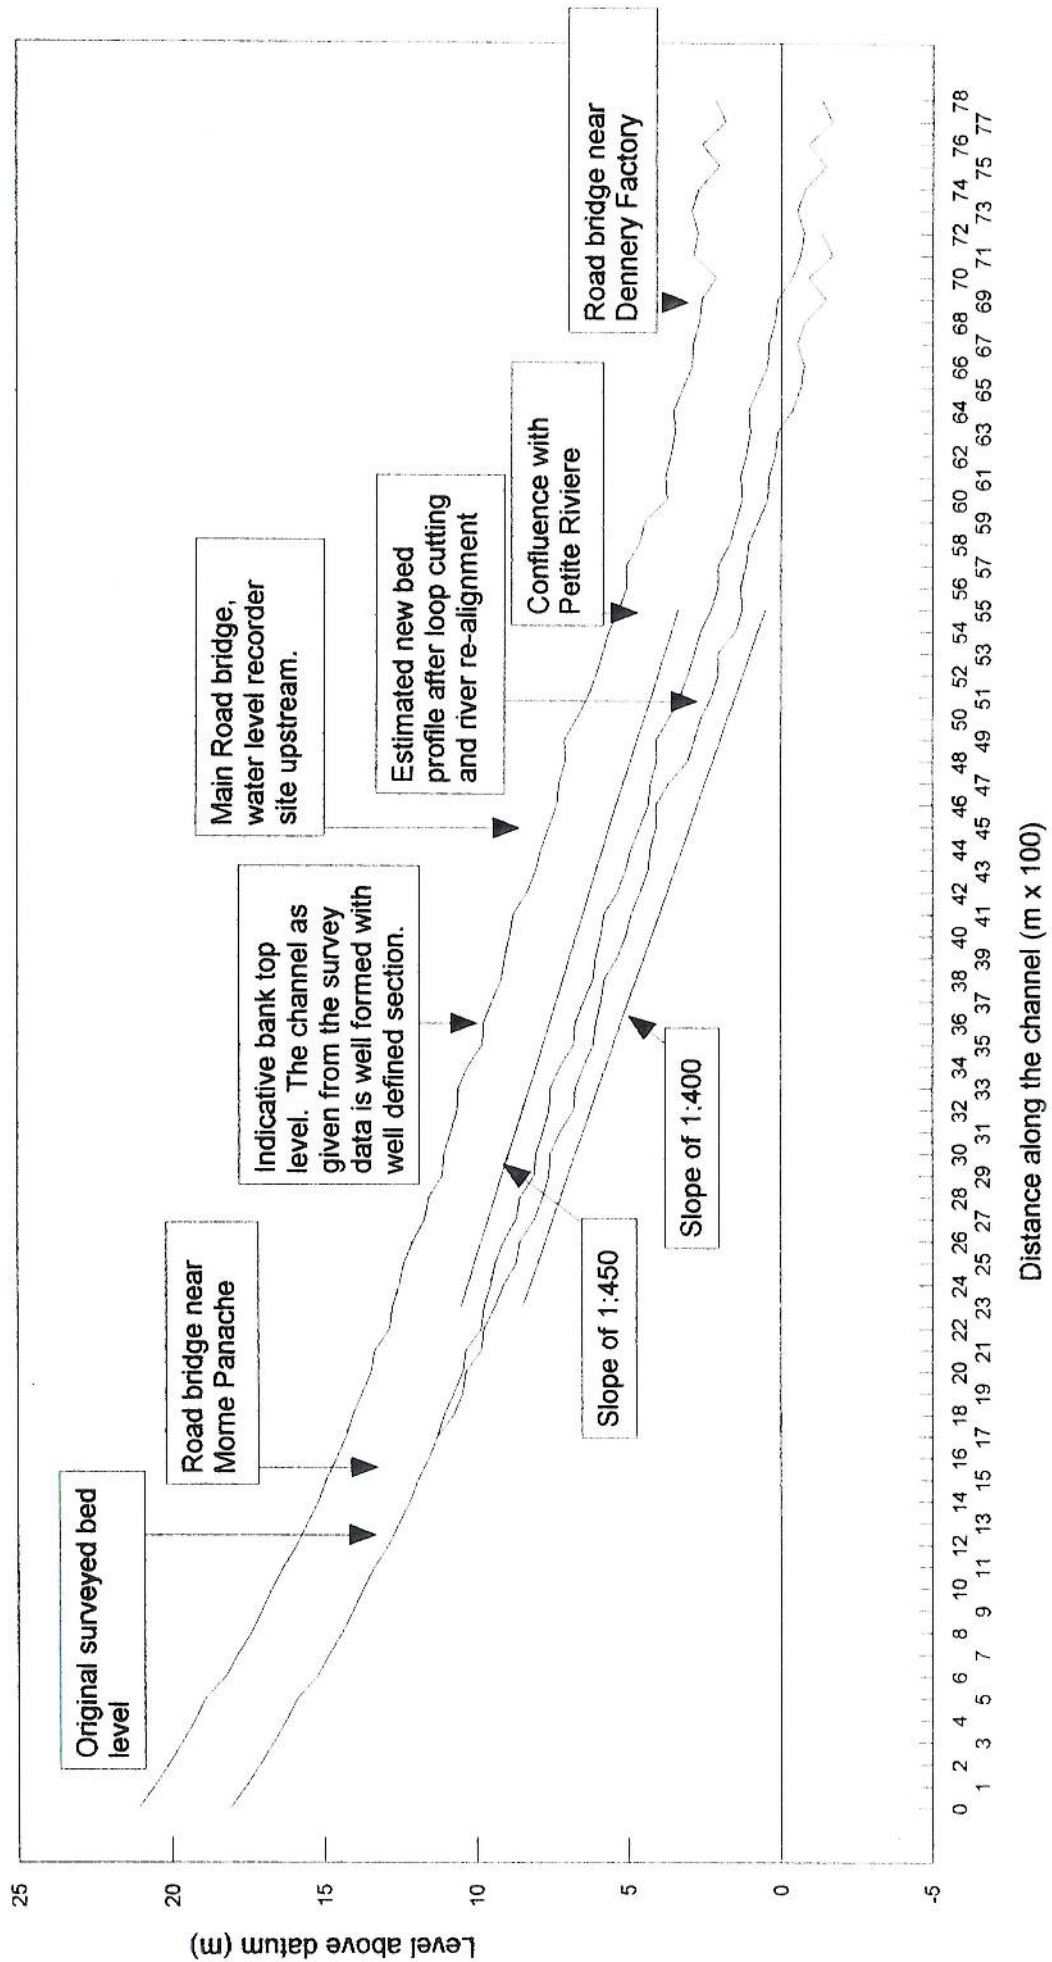 Level above datum (m)
25
20
15
10
5
0
-5
Original surveyed bed
level
Road bridge near
Morne Panache
Indicative bank top
level. The channel as
given from the survey
data is well formed with
well defined section.
Main Road bridge,
water level recorder
site upstream.
Estimated new bed
profile after loop cutting
and river re-alignment
Confluence with
Petite Riviere
Road bridge near
Dennery Factory
Slope of 1:450
Slope of 1:400
0 2 4 6 8 10 12 14 16 18 20 22 24 26 28 30 32 34 36 38 40 42 44 46 48 50 52 54 56 58 60 62 64 66 68 70 72 74 76 78
1 3 5 7 9 11 13 15 17 19 21 23 25 27 29 31 33 35 37 39 41 43 45 47 49 51 53 55 57 59 61 63 65 67 69 71 73 75 77
Distance along the channel (m x 100)